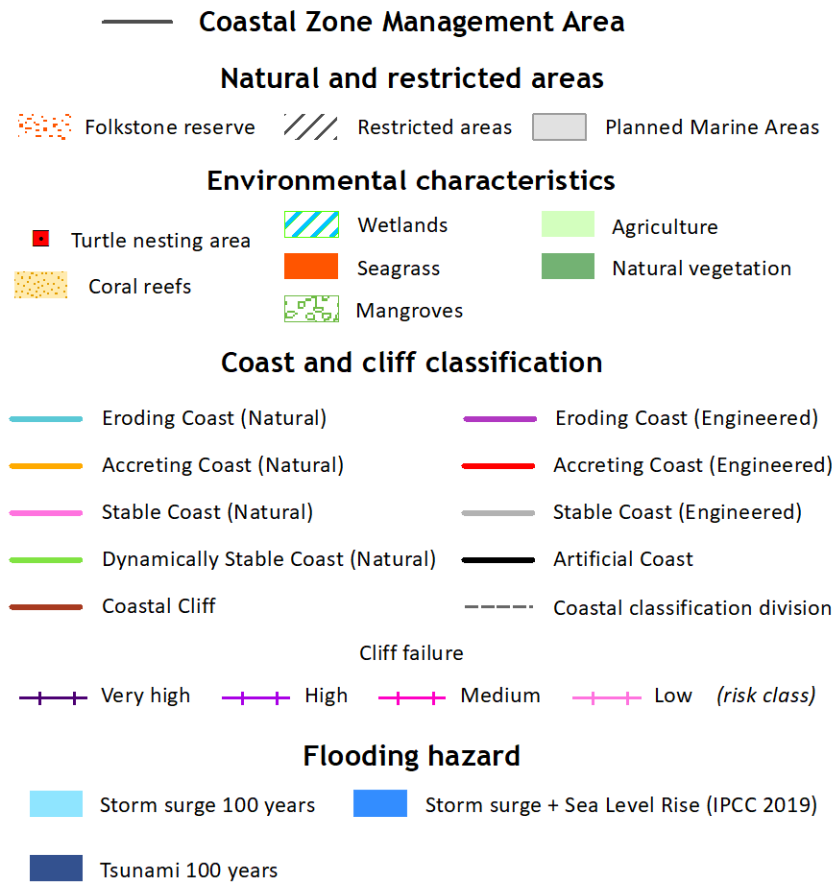 Coastal Zone Management Area
Natural and restricted areas
Folkstone reserve
Restricted areas
Planned Marine Areas
Environmental characteristics
Turtle nesting area
Wetlands
Agriculture
Coral reefs
Seagrass
Natural vegetation
Mangroves
Coast and cliff classification
Eroding Coast (Natural)
Eroding Coast (Engineered)
Accreting Coast (Natural)
Accreting Coast (Engineered)
Stable Coast (Natural)
Stable Coast (Engineered)
Dynamically Stable Coast (Natural)
Artificial Coast
Coastal Cliff
Coastal classification division
Cliff failure
Very high
High
Medium
Low (risk class)
Flooding hazard
Storm surge 100 years
Storm surge + Sea Level Rise (IPCC 2019)
Tsunami 100 years